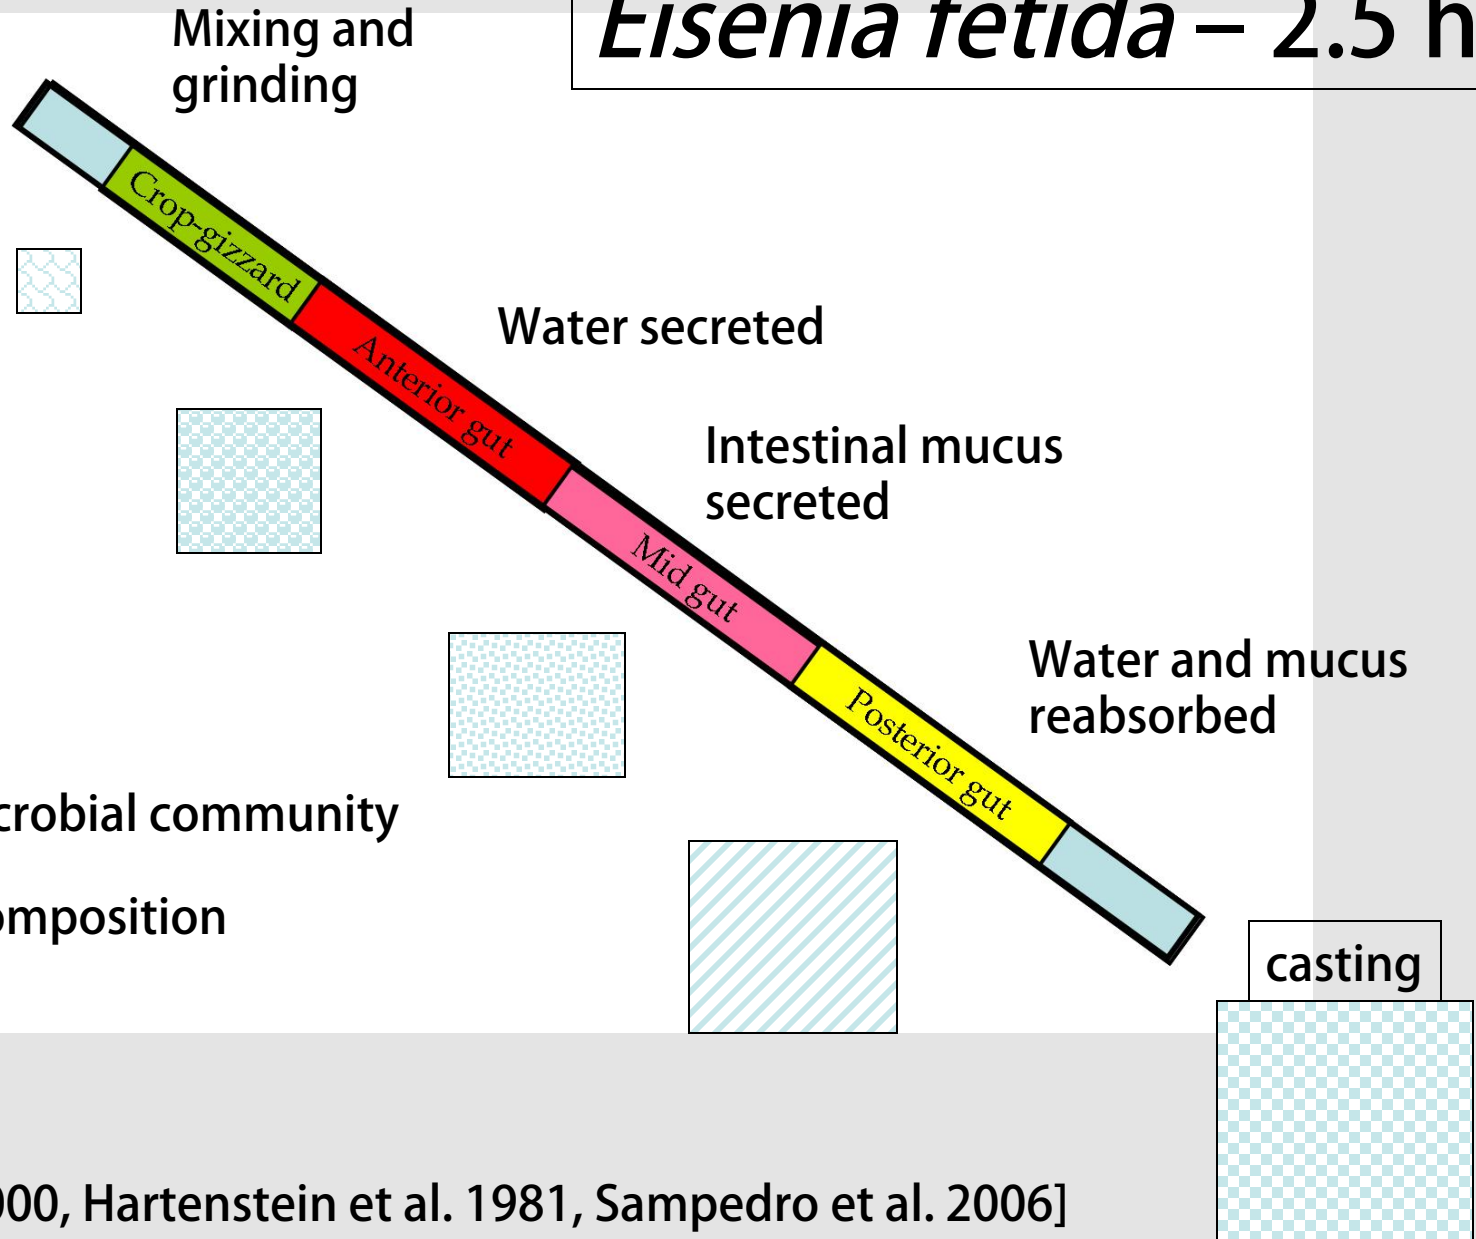 Eisenia fetida – 2.5 h
Mixing and
grinding
Crop-gizzard
Water secreted
Anterior gut
Intestinal mucus
secreted
Mid gut
Water and mucus
reabsorbed
Posterior gut
crobial community
omposition
casting
000, Hartenstein et al. 1981, Sampedro et al. 2006]